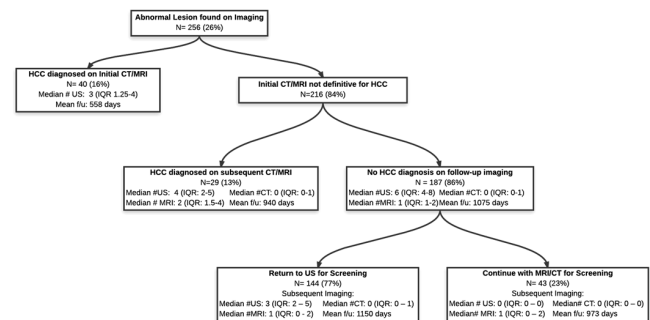 Abnormal Lesion found on Imaging
N= 256 (26%)
HCC diagnosed on Initial CT/MRI
N= 40 (16%)
Median # US: 3 (IQR 1.25-4)
Mean f/u: 558 days
Initial CT/MRI not definitive for HCC
N=216 (84%)
HCC diagnosed on subsequent CT/MRI
N=29 (13%)
Median #US: 4 (IQR: 2-5) Median #CT: 0 (IQR: 0-1)
Median # MRI: 2 (IQR: 1.5-4) Mean f/u: 940 days
No HCC diagnosis on follow-up imaging
N = 187 (86%)
Median #US: 6 (IQR: 4-8) Median #CT: 0 (IQR: 0-1)
Median #MRI: 1 (IQR: 1-2)Mean f/u: 1075 days
Return to US for Screening
N= 144 (77%)
Subsequent Imaging:
Median #US: 3 (IQR: 2 – 5) Median #CT: 0 (IQR: 0 – 1)
Median #MRI: 1 (IQR: 0 - 2) Mean f/u: 1150 days
Continue with MRI/CT for Screening
N= 43 (23%)
Subsequent Imaging:
Median # US: 0 (IQR: 0 – 0) Median# CT: 0 (IQR: 0 – 0)
Median# MRI: 1 (IQR: 0 – 2) Mean f/u: 973 days